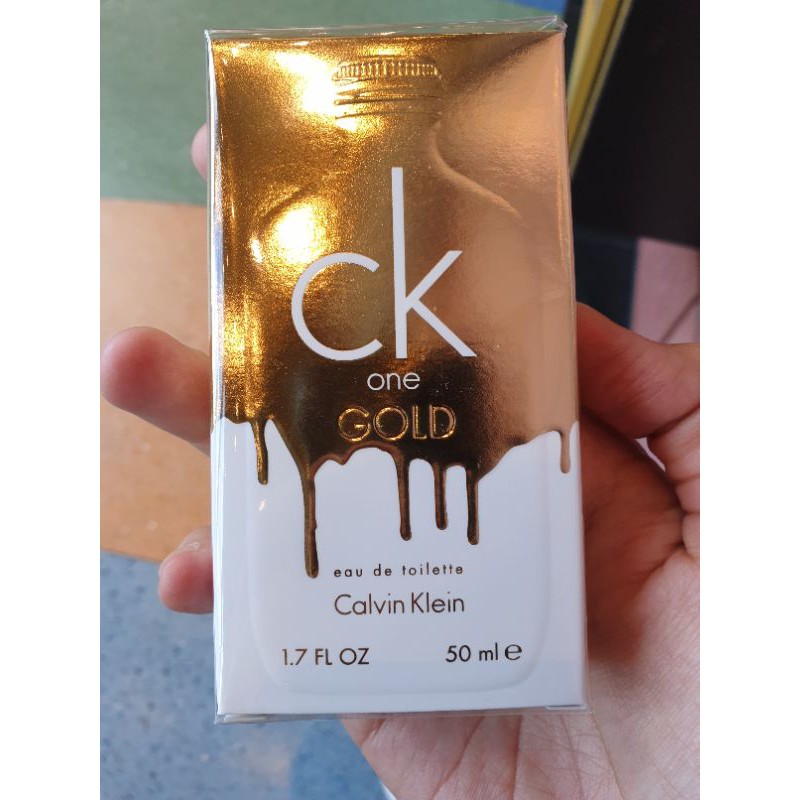 ck
one
GOLD
eau de toilette
Calvin Klein
1.7 FL OZ 50 ml e